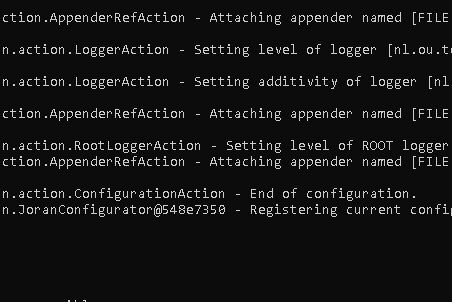 ction.AppenderRefAction - Attaching appender named [FILE
n.action.LoggerAction - Setting level of logger [nl.ou.t
n.action.LoggerAction - Setting additivity of logger [nl
ction.AppenderRefAction - Attaching appender named [FILE
n.action.RootLoggerAction - Setting level of ROOT logger
ction.AppenderRefAction - Attaching appender named [FILE
n.action.ConfigurationAction - End of configuration.
n.JoranConfigurator@548e7350 - Registering current config